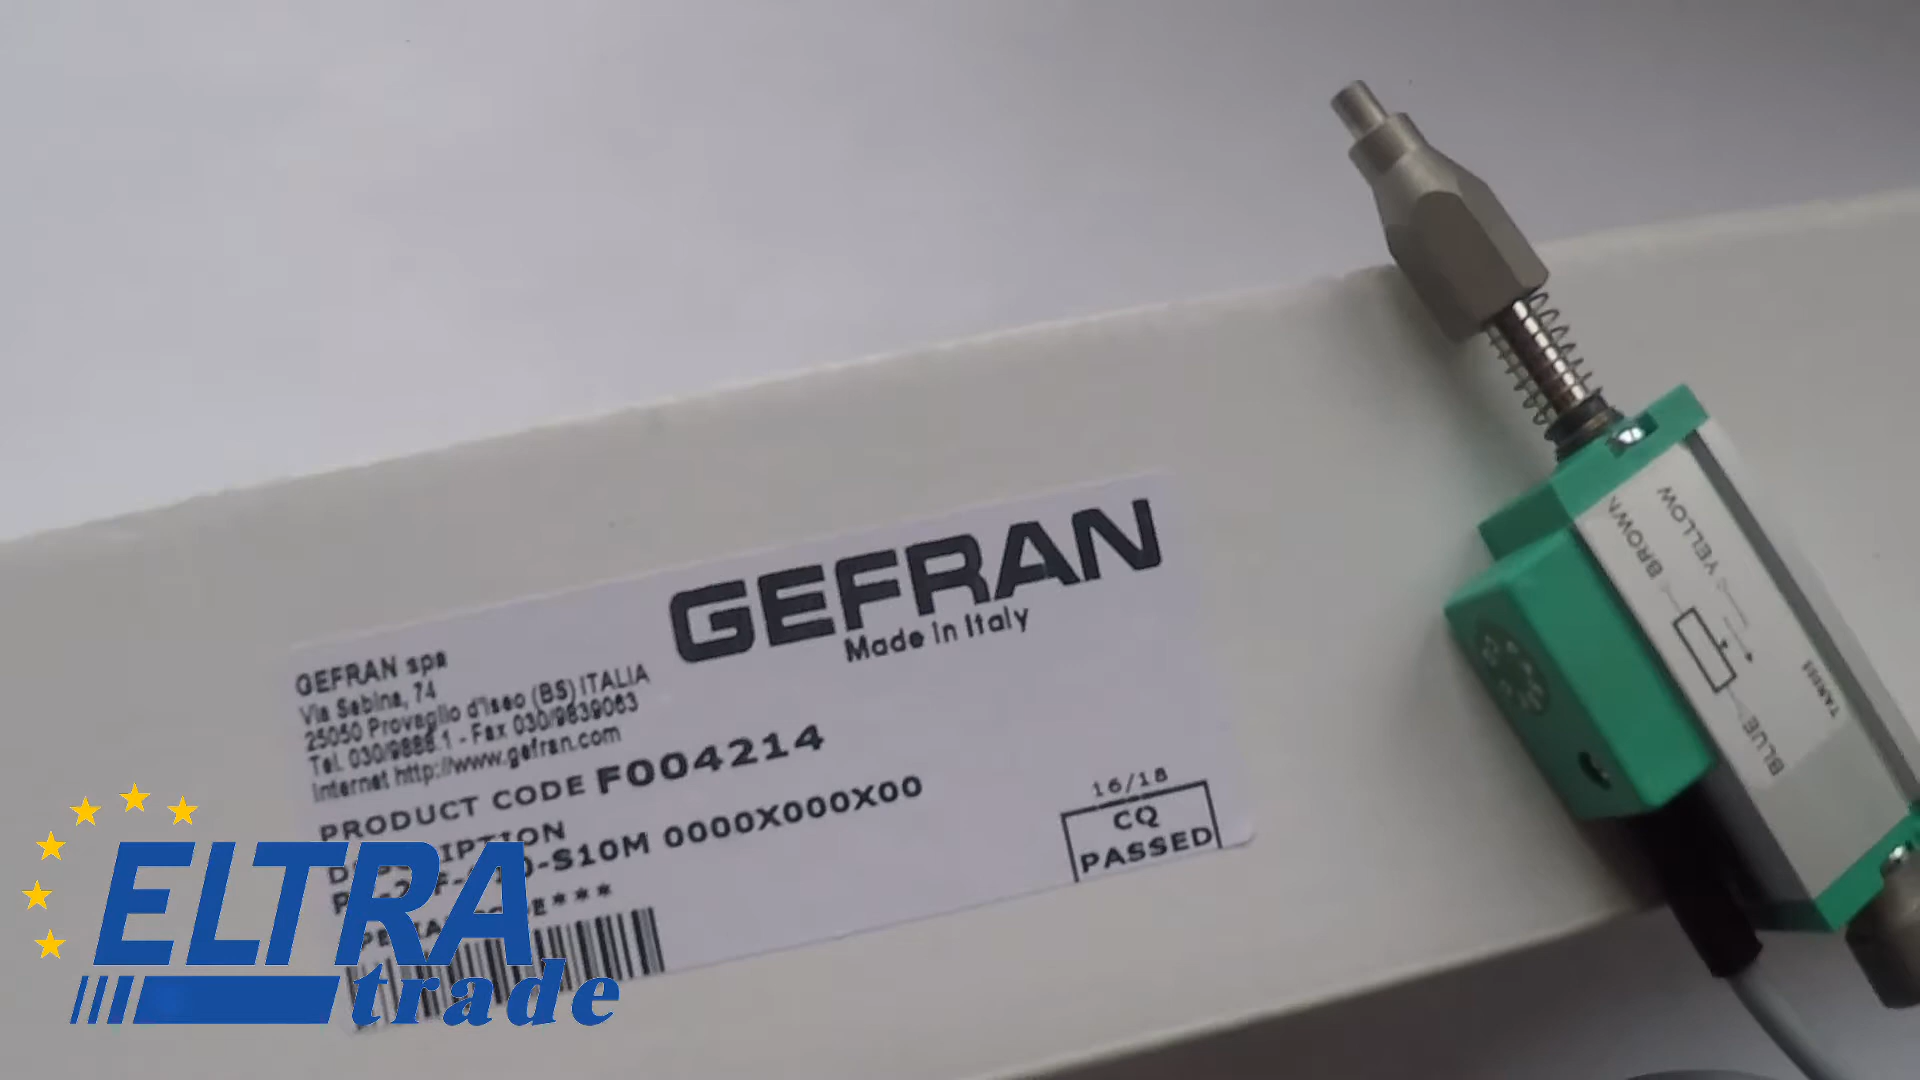 GEFRAN
Made in Italy
GEFRAN spa
Via Sebina, 74
25050 Provaglio d'Iseo (BS) ITALIA
Tel. 030/9888.1 - Fax 030/9839063
Internet http://www.gefran.com
PRODUCT CODE F004214
0-S10M 0000X000X00
16/18
CQ
PASSED
ELTRA
trade
BROWN
YELLOW
BLUE